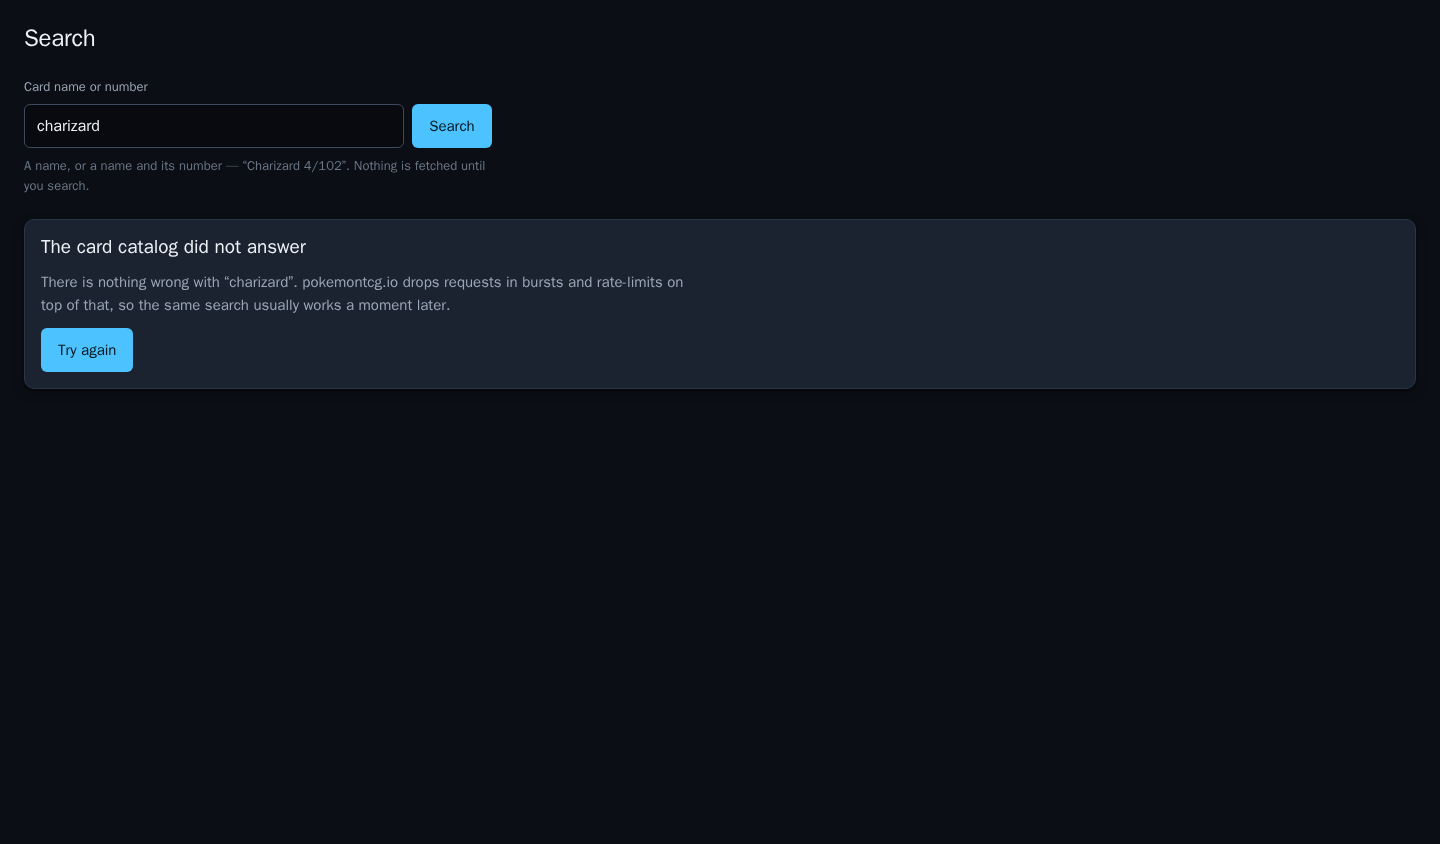 Search
Card name or number
charizard
Search
A name, or a name and its number — “Charizard 4/102”. Nothing is fetched until
you search.
The card catalog did not answer
There is nothing wrong with “charizard”. pokemontcg.io drops requests in bursts and rate-limits on
top of that, so the same search usually works a moment later.
Try again